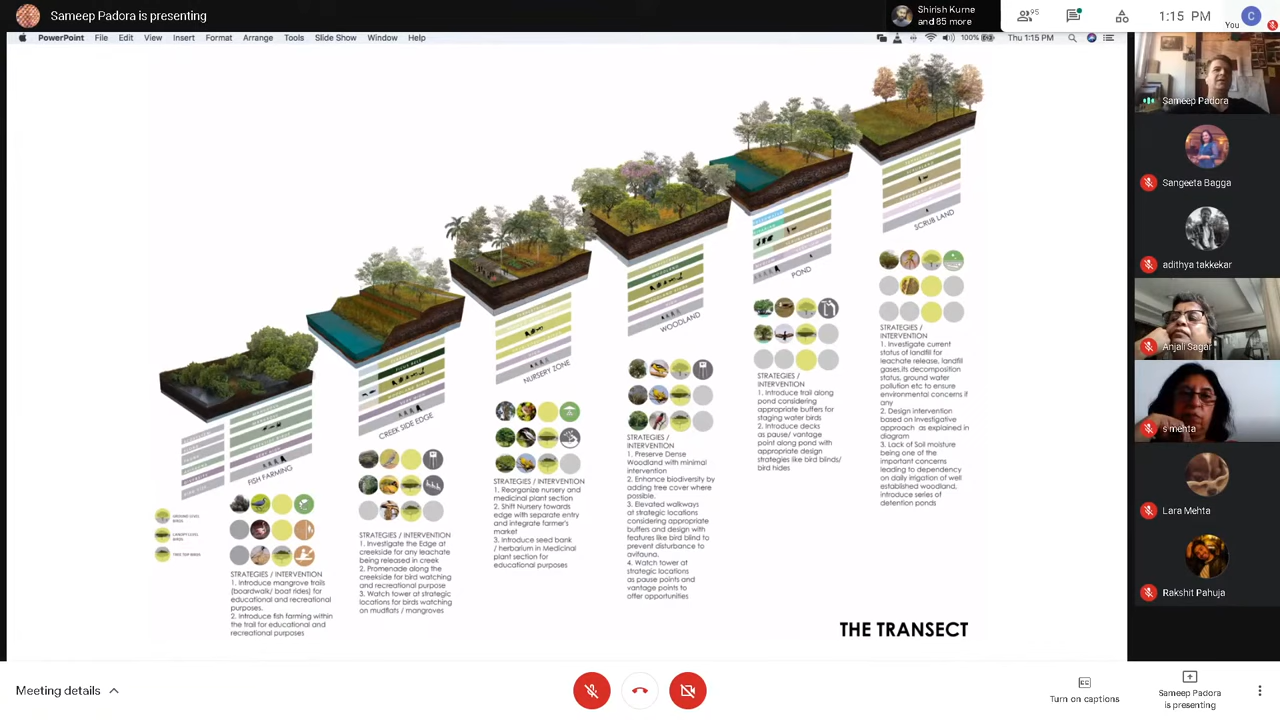 Sameep Padora is presenting
Shirish Kurne
and 85 more
95
1:15 PM
You
C
PowerPoint File Edit View Insert Format Arrange Tools Slide Show Window Help
100%
Thu 1:15 PM
FISH FARMING
CREEK SIDE EDGE
NURSERY ZONE
WOODLAND
POND
SCRUB LAND
STRATEGIES /
INTERVENTION
1. Investigate current
status of landfill for
leachate release, landfill
gases,its decomposition
status, ground water
pollution etc to ensure
environmental concerns if
any
2. Design intervention
based on Investigative
approach as explained in
diagram
3. Lack of Soil moisture
being one of the
important concerns
leading to dependency
on daily irrigation of well
established woodland,
introduce series of
detention ponds
STRATEGIES /
INTERVENTION
1. Introduce trail along
pond considering
appropriate buffers for
staging water birds
2. Introduce decks
as pause/ vantage
point along pond with
appropriate design
strategies like bird blinds/
bird hides
STRATEGIES /
INTERVENTION
1. Preserve Dense
Woodland with minimal
intervention
2. Enhance biodiversity by
adding tree cover where
possible.
3. Elevated walkways
at strategic locations
considering appropriate
buffers and design with
features like bird blind to
prevent disturbance to
avifauna.
4. Watch tower at
strategic locations
as pause points and
vantage points to
offer opportunities
STRATEGIES / INTERVENTION
1. Reorganize nursery and
medicinal plant section
2. Shift Nursery towards
edge with separate entry
and integrate farmer's
market
3. Introduce seed bank
/ herbarium in Medicinal
plant section for
educational purposes
STRATEGIES / INTERVENTION
1. Investigate the Edge at
creekside for any leachate
being released in creek
2. Promenade along the
creekside for bird watching
and recreational purpose
3. Watch tower at strategic
locations for birds watching
on mudflats / mangroves
STRATEGIES / INTERVENTION
1. Introduce mangrove trails
(boardwalk/ boat rides) for
educational and recreational
purposes.
2. Introduce fish farming within
the trail for educational and
recreational purposes
THE TRANSECT
Sameep Padora
Sangeeta Bagga
adithya takkekar
Anjali Sagar
s mehta
Lara Mehta
Rakshit Pahuja
Meeting details
Turn on captions
Sameep Padora
is presenting